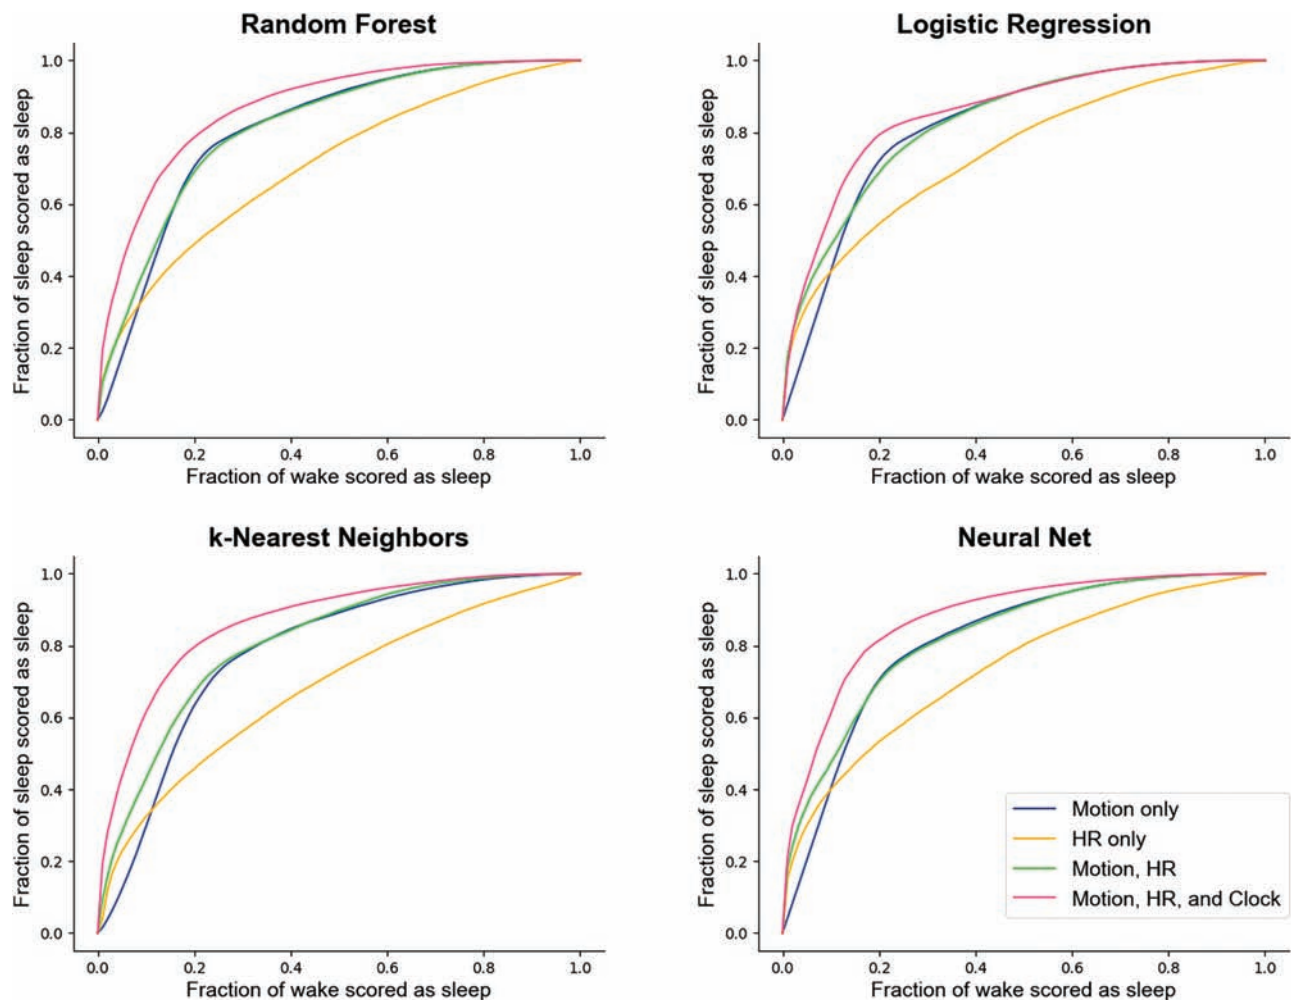 Random Forest
Fraction of sleep scored as sleep
1.0
0.8
0.6
0.4
0.2
0.0
0.0 0.2 0.4 0.6 0.8 1.0
Fraction of wake scored as sleep
Logistic Regression
Fraction of sleep scored as sleep
1.0
0.8
0.6
0.4
0.2
0.0
0.0 0.2 0.4 0.6 0.8 1.0
Fraction of wake scored as sleep
k-Nearest Neighbors
Fraction of sleep scored as sleep
1.0
0.8
0.6
0.4
0.2
0.0
0.0 0.2 0.4 0.6 0.8 1.0
Fraction of wake scored as sleep
Neural Net
Fraction of sleep scored as sleep
1.0
0.8
0.6
0.4
0.2
0.0
Motion only
HR only
Motion, HR
Motion, HR, and Clock
0.0 0.2 0.4 0.6 0.8 1.0
Fraction of wake scored as sleep